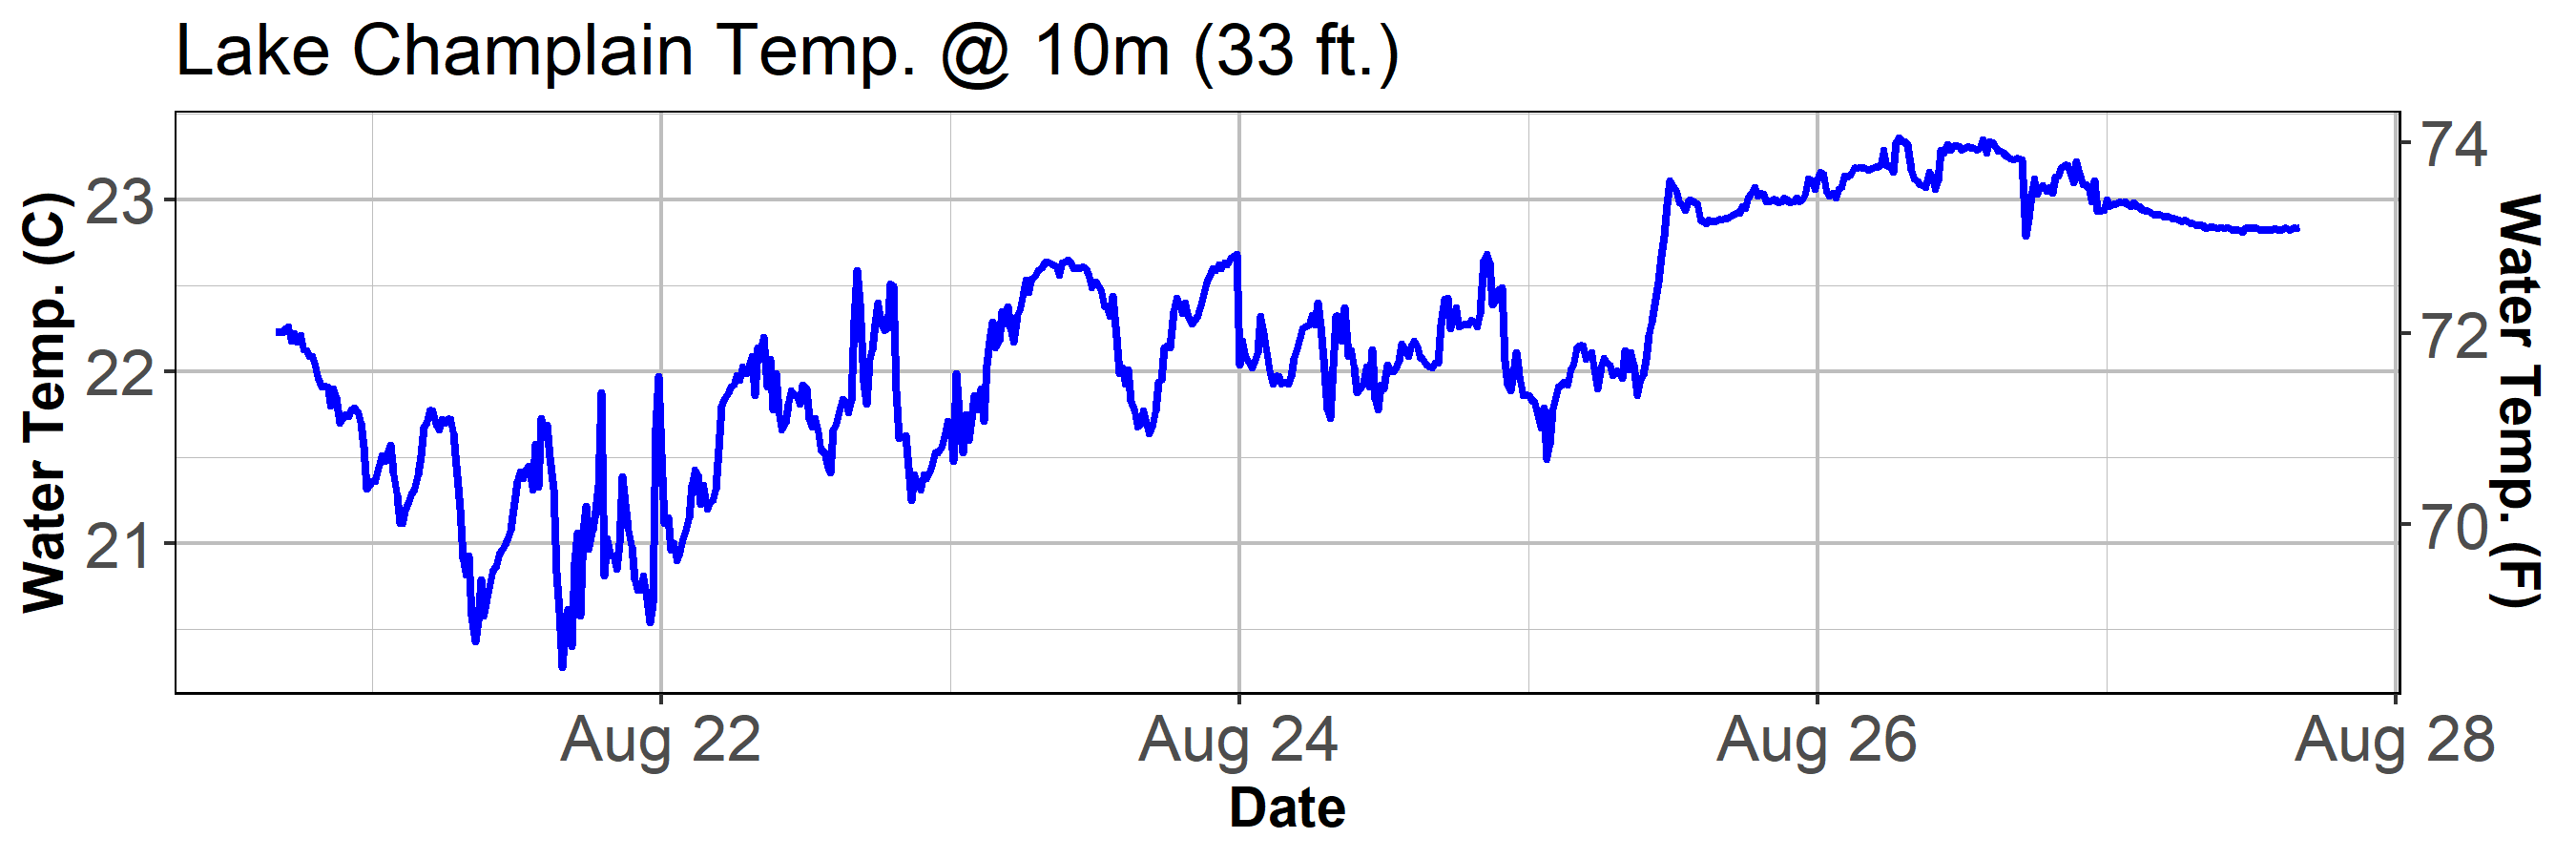 Lake Champlain Temp. @ 10m (33 ft.)
Water Temp. (C)
23
22
21
74
72
70
Water Temp. (F)
Aug 22
Aug 24
Aug 26
Aug 28
Date